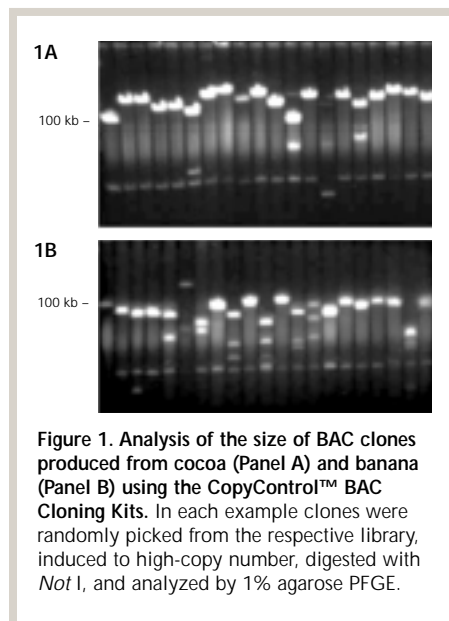 1A
100 kb –
1B
100 kb –
Figure 1. Analysis of the size of BAC clones
produced from cocoa (Panel A) and banana
(Panel B) using the CopyControl™ BAC
Cloning Kits. In each example clones were
randomly picked from the respective library,
induced to high-copy number, digested with
Not I, and analyzed by 1% agarose PFGE.